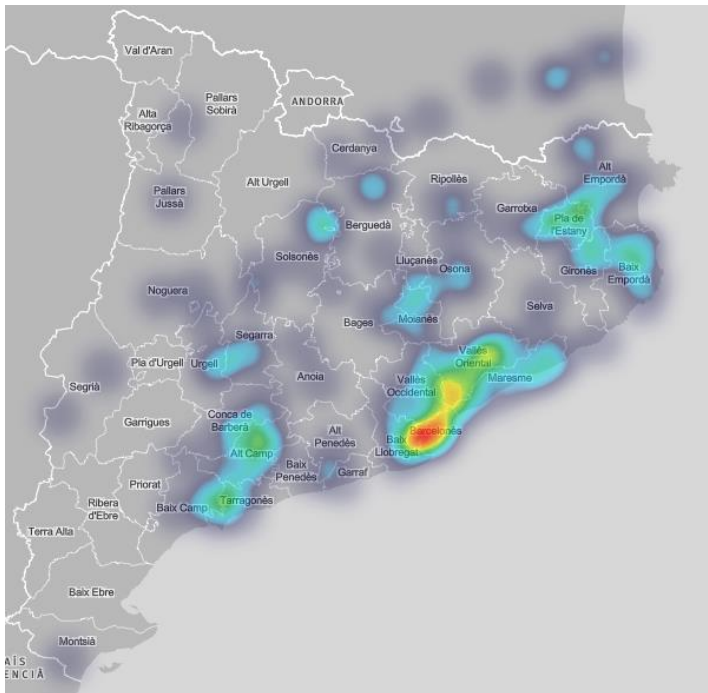 Val d'Aran
Pallars
Sobirà
ANDORRA
Alta
Ribagorça
Cerdanya
Alt
Empordà
Alt Urgell
Ripollès
Pallars
Jussà
Garrotxa
Pla de
l'Estany
Berguedà
Solsonès
Lluçanès
Osona
Gironès
Baix
Empordà
Noguera
Selva
Moianès
Bages
Segarra
Pla d'Urgell
Urgell
Vallès
Oriental
Anoia
Vallès
Occidental
Maresme
Segrià
Conca de
Barberà
Garrigues
Alt
Penedès
Barcelonès
Baix
Llobregat
Alt Camp
Baix
Penedès
Garraf
Priorat
Ribera
d'Ebre
Baix Camp
Tarragonès
Terra Alta
Baix Ebre
Montsià
AÏS
ENCIÀ